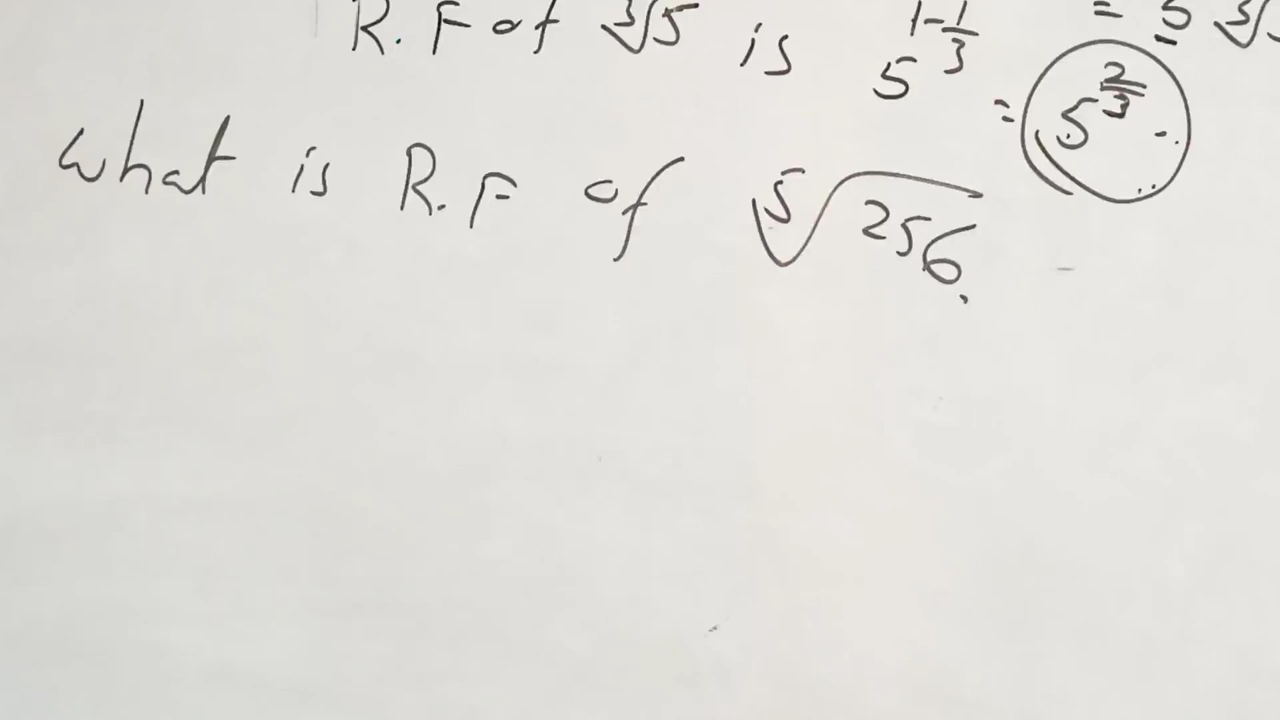 R.F of ∛5 is 5^{1-1/3} = 5 ∛
= 5^{2/3}
what is R.F of ⁵√256.